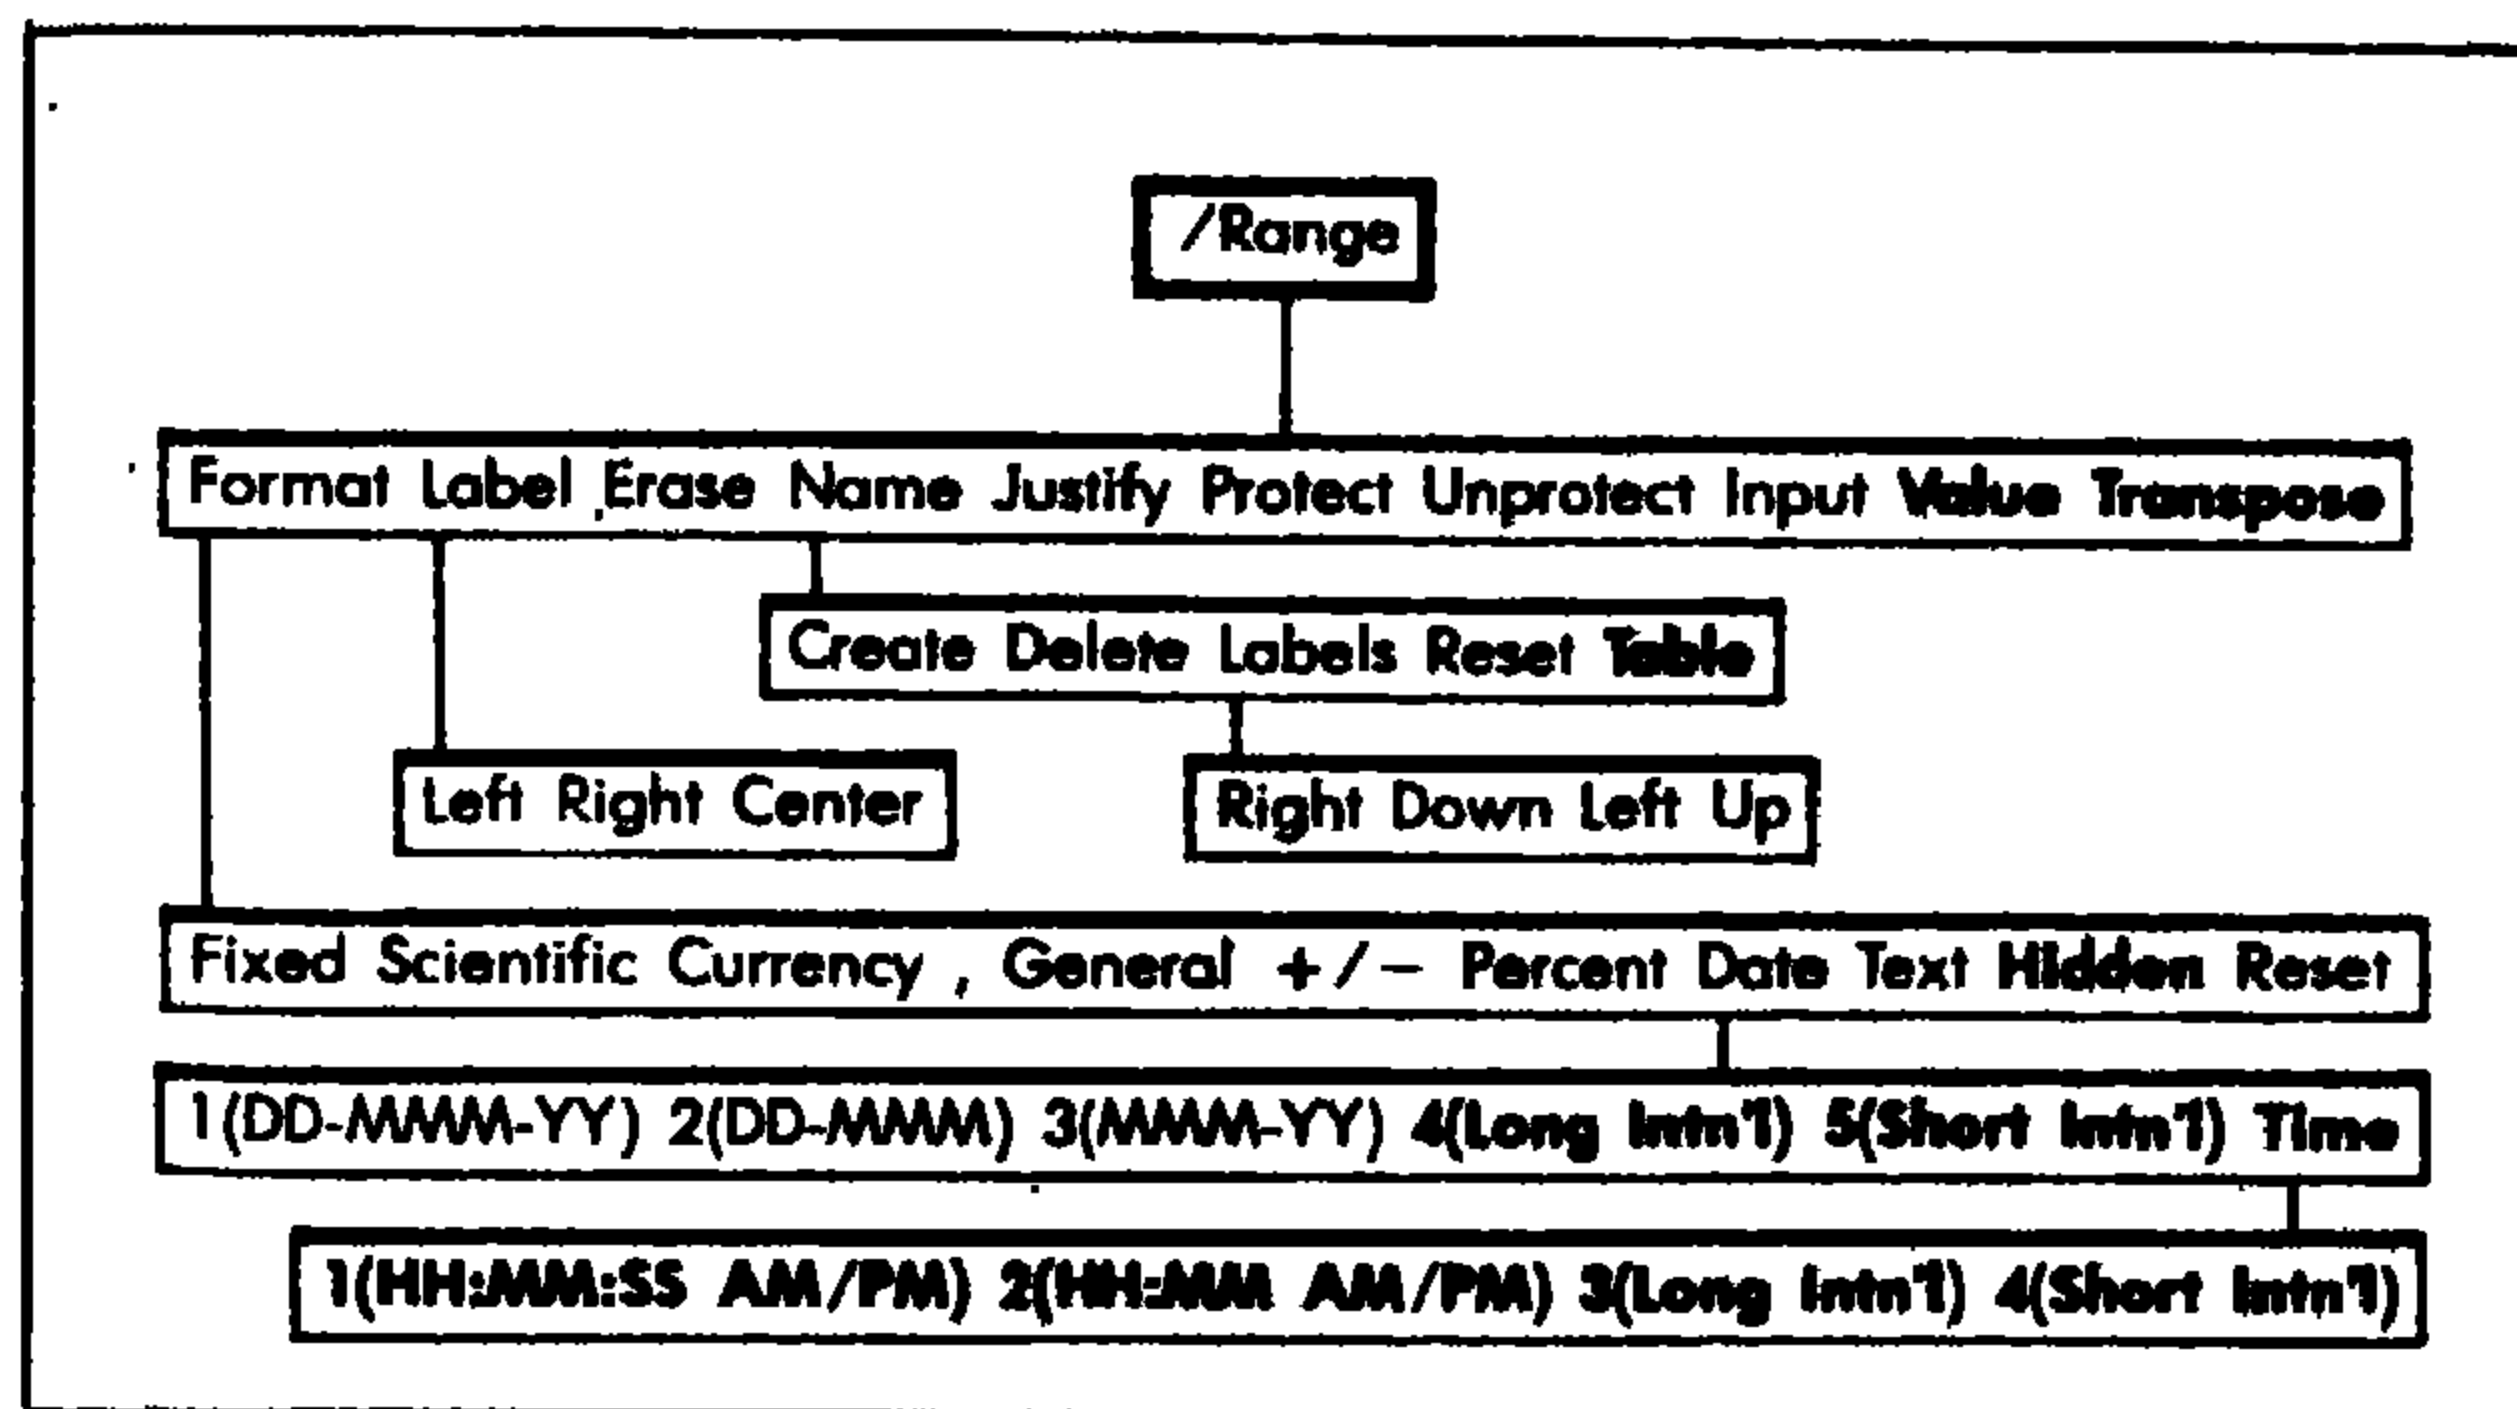 /Range
Format Label Erase Name Justify Protect Unprotect Input Value Transpose
Create Delete Labels Reset Table
Left Right Center
Right Down Left Up
Fixed Scientific Currency , General +/− Percent Date Text Hidden Reset
1(DD-MMM-YY) 2(DD-MMM) 3(MMM-YY) 4(Long Intn'l) 5(Short Intn'l) Time
1(HH:MM:SS AM/PM) 2(HH:MM AM/PM) 3(Long Intn'l) 4(Short Intn'l)